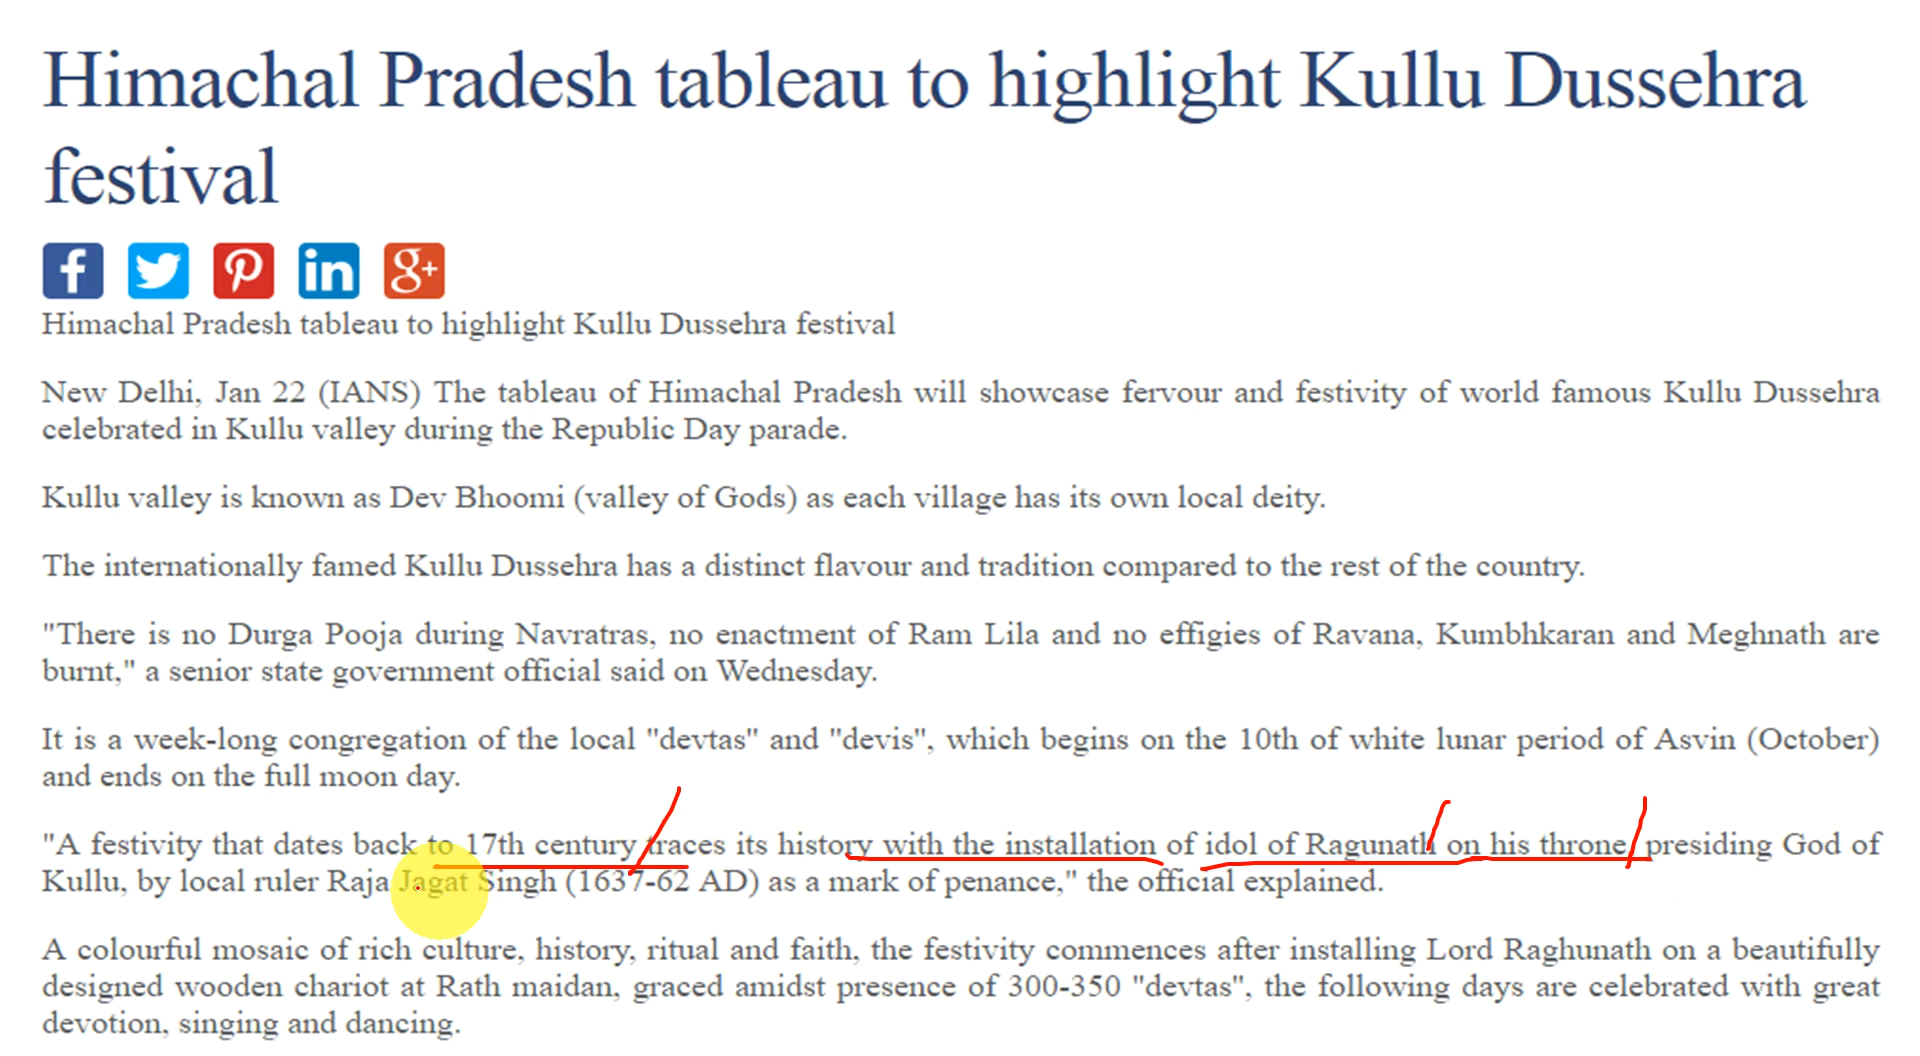 Himachal Pradesh tableau to highlight Kullu Dussehra
festival
f in g+
Himachal Pradesh tableau to highlight Kullu Dussehra festival
New Delhi, Jan 22 (IANS) The tableau of Himachal Pradesh will showcase fervour and festivity of world famous Kullu Dussehra
celebrated in Kullu valley during the Republic Day parade.
Kullu valley is known as Dev Bhoomi (valley of Gods) as each village has its own local deity.
The internationally famed Kullu Dussehra has a distinct flavour and tradition compared to the rest of the country.
"There is no Durga Pooja during Navratras, no enactment of Ram Lila and no effigies of Ravana, Kumbhkaran and Meghnath are
burnt," a senior state government official said on Wednesday.
It is a week-long congregation of the local "devtas" and "devis", which begins on the 10th of white lunar period of Asvin (October)
and ends on the full moon day.
"A festivity that dates back to 17th century traces its history with the installation of idol of Ragunath on his throne, presiding God of
Kullu, by local ruler Raja Jagat Singh (1637-62 AD) as a mark of penance," the official explained.
A colourful mosaic of rich culture, history, ritual and faith, the festivity commences after installing Lord Raghunath on a beautifully
designed wooden chariot at Rath maidan, graced amidst presence of 300-350 "devtas", the following days are celebrated with great
devotion, singing and dancing.